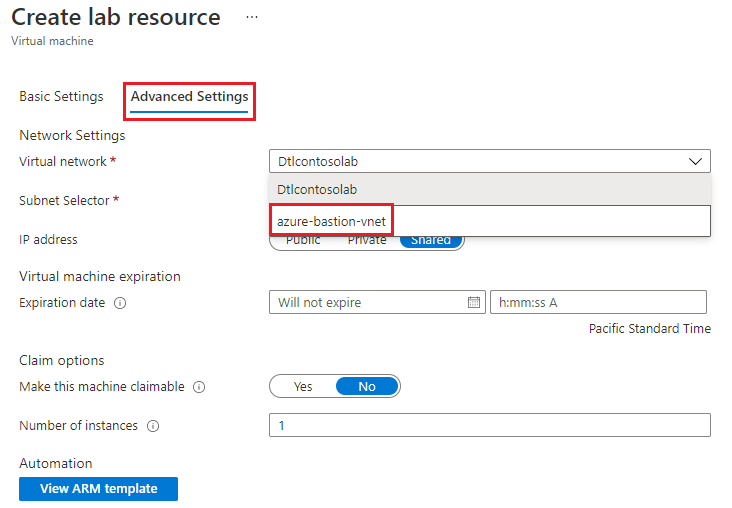 Create lab resource ...
Virtual machine
Basic Settings Advanced Settings
Network Settings
Virtual network * Dtlcontosolab
Dtlcontosolab
Subnet Selector *
azure-bastion-vnet
IP address Public Private Shared
Virtual machine expiration
Expiration date Will not expire h:mm:ss A
Pacific Standard Time
Claim options
Make this machine claimable Yes No
Number of instances 1
Automation
View ARM template